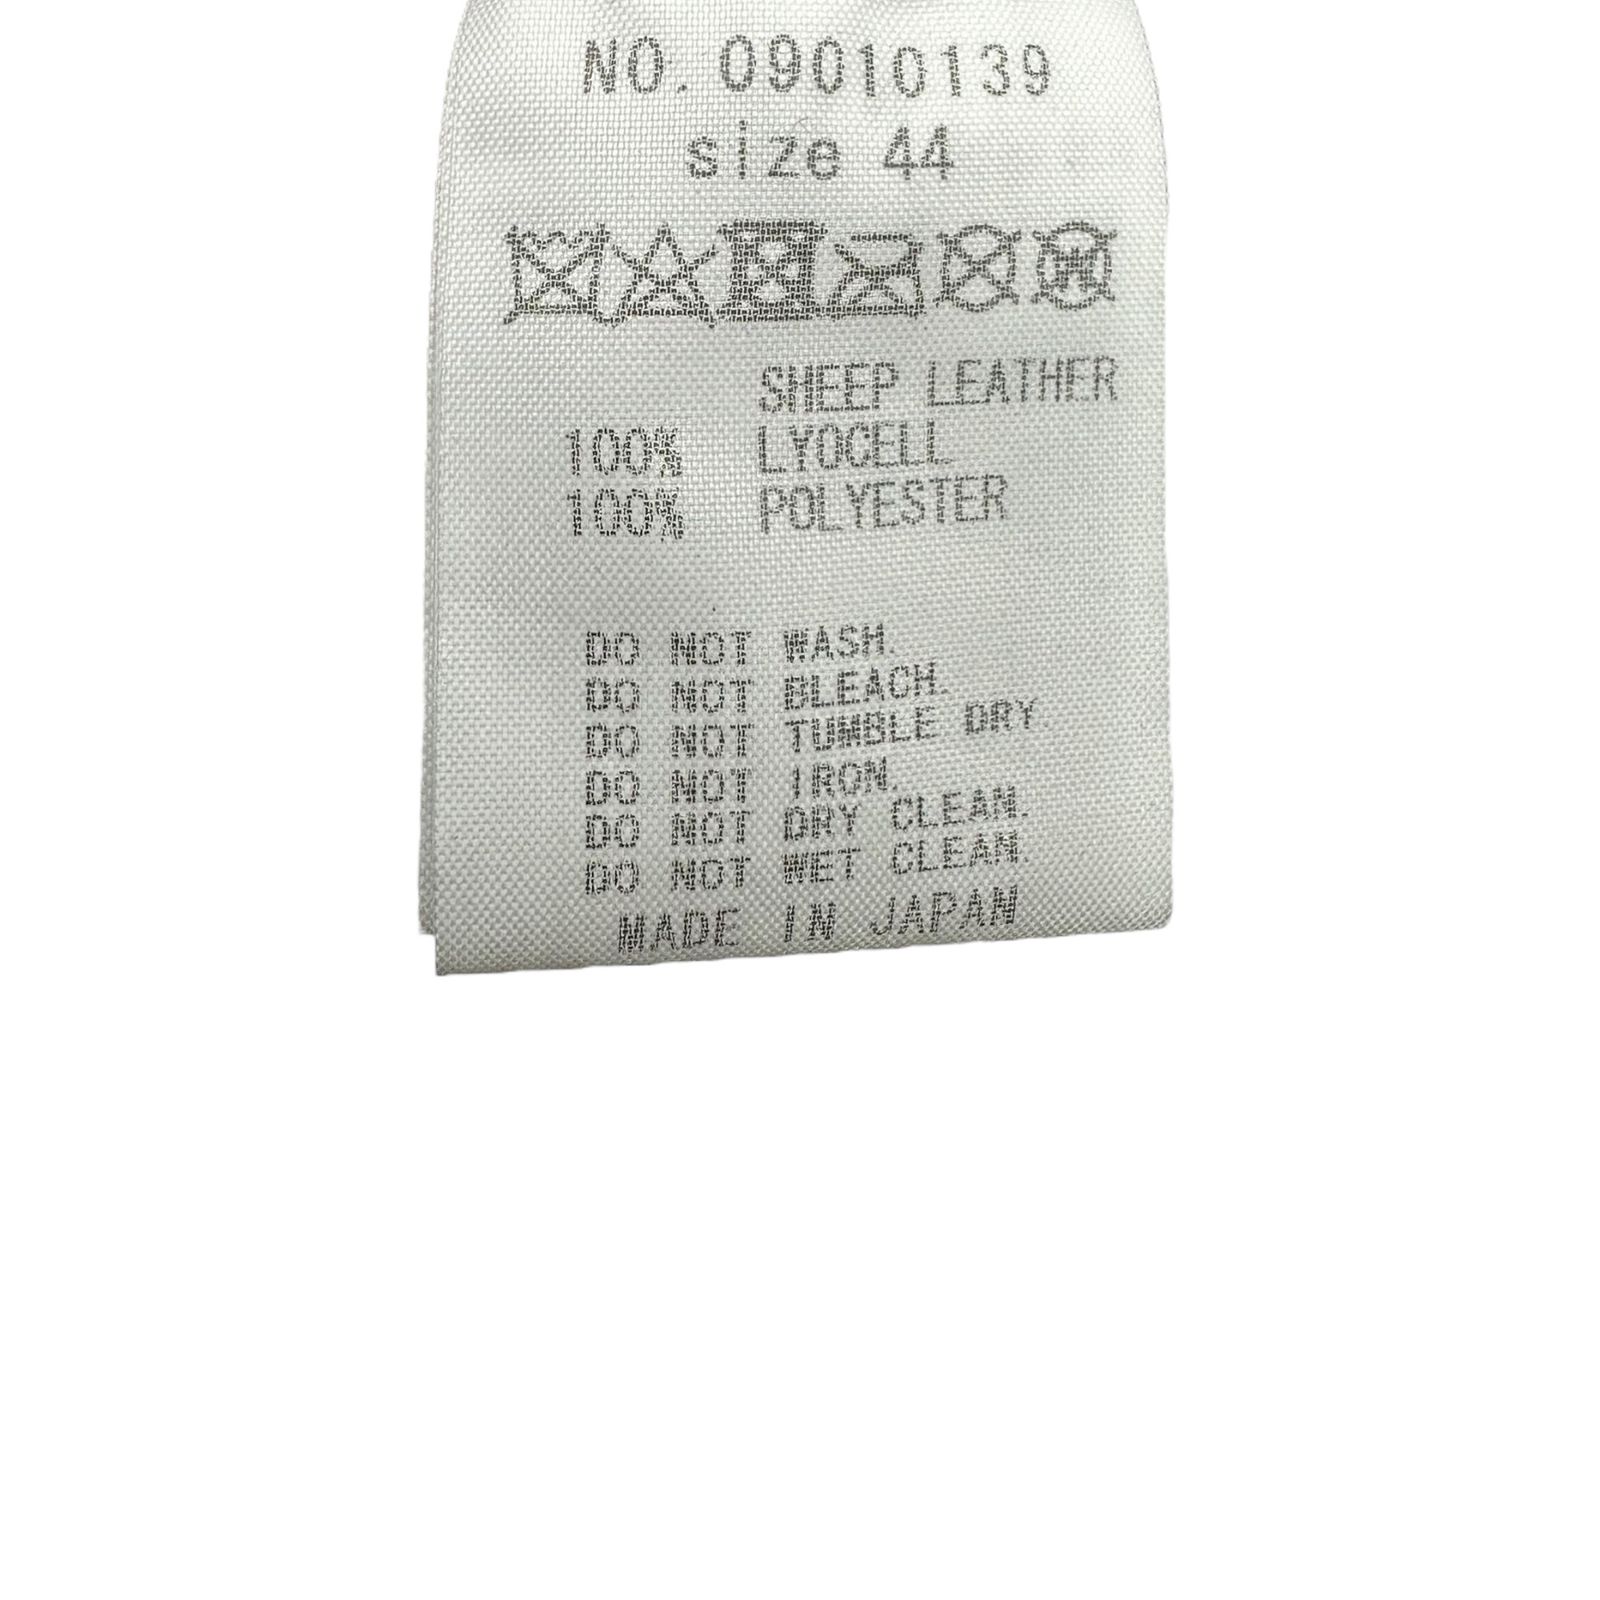 NO. 09010139
size 44
SHEEP LEATHER
100% LYOCELL
100% POLYESTER
DO NOT WASH.
DO NOT BLEACH.
DO NOT TUMBLE DRY.
DO NOT IRON.
DO NOT DRY CLEAN.
DO NOT WET CLEAN.
MADE IN JAPAN